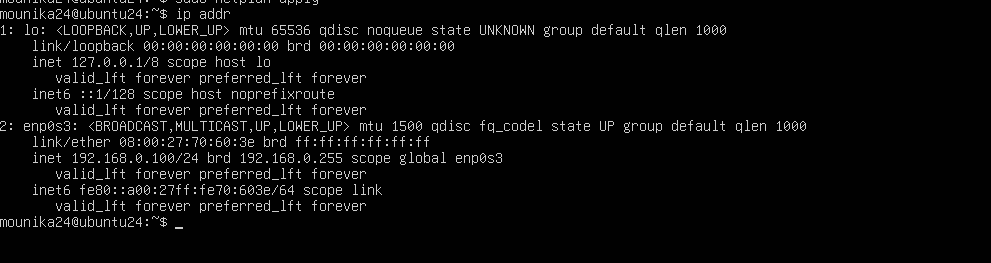 mounika24@ubuntu24:~$ sudo netplan apply
mounika24@ubuntu24:~$ ip addr
1: lo: <LOOPBACK,UP,LOWER_UP> mtu 65536 qdisc noqueue state UNKNOWN group default qlen 1000
    link/loopback 00:00:00:00:00:00 brd 00:00:00:00:00:00
    inet 127.0.0.1/8 scope host lo
       valid_lft forever preferred_lft forever
    inet6 ::1/128 scope host noprefixroute
       valid_lft forever preferred_lft forever
2: enp0s3: <BROADCAST,MULTICAST,UP,LOWER_UP> mtu 1500 qdisc fq_codel state UP group default qlen 1000
    link/ether 08:00:27:70:60:3e brd ff:ff:ff:ff:ff:ff
    inet 192.168.0.100/24 brd 192.168.0.255 scope global enp0s3
       valid_lft forever preferred_lft forever
    inet6 fe80::a00:27ff:fe70:603e/64 scope link
       valid_lft forever preferred_lft forever
mounika24@ubuntu24:~$ _